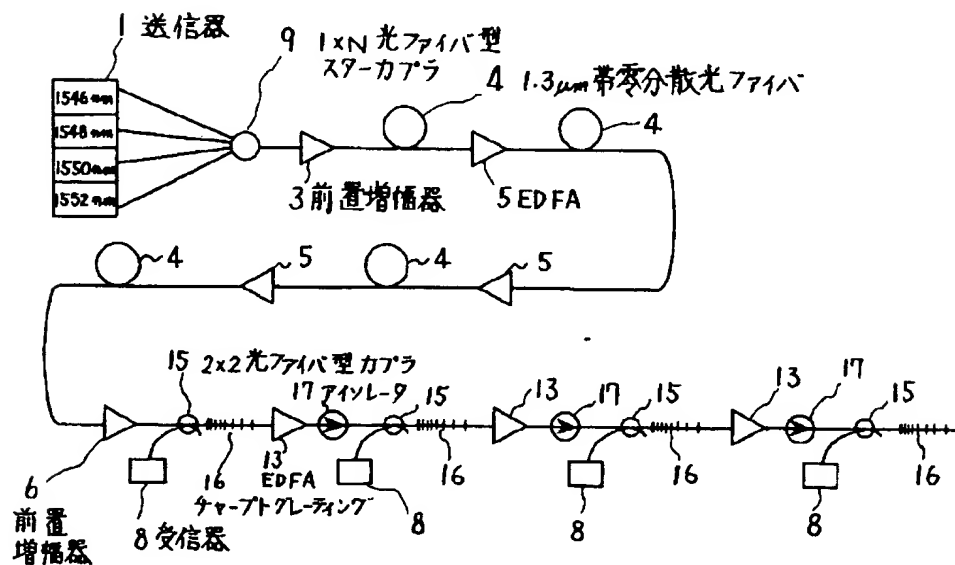 1 送信器
1546nm
1548nm
1550nm
1552nm
9 1×N光ファイバ型
スターカプラ
4 1.3μm帯零分散光ファイバ
4
3 前置増幅器
5 EDFA
4
5
4
5
15 2×2光ファイバ型カプラ
17 アイソレータ
15
13
17
15
13
17
15
16
チャープトグレーティング
13
EDFA
16
16
16
6
前置
増幅器
8 受信器
8
8
8